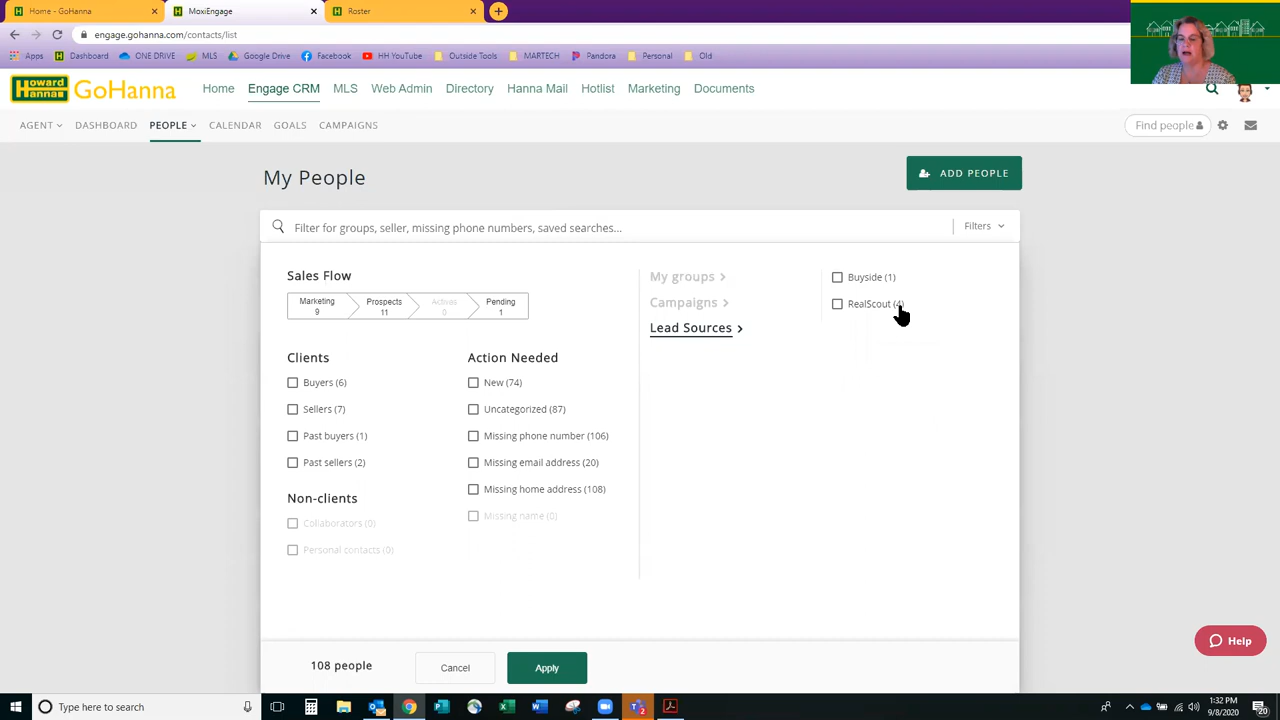 Home - GoHanna
MoxiEngage
Roster
engage.gohanna.com/contacts/list
Apps Dashboard ONE DRIVE MLS Google Drive Facebook HH YouTube Outside Tools MARTECH Pandora Personal Old
Howard Hanna GoHanna Home Engage CRM MLS Web Admin Directory Hanna Mail Hotlist Marketing Documents
AGENT DASHBOARD PEOPLE CALENDAR GOALS CAMPAIGNS Find people
My People
ADD PEOPLE
Filter for groups, seller, missing phone numbers, saved searches... Filters
Sales Flow
Marketing 9
Prospects 11
Actives 0
Pending 1
Clients
Buyers (6)
Sellers (7)
Past buyers (1)
Past sellers (2)
Non-clients
Collaborators (0)
Personal contacts (0)
Action Needed
New (74)
Uncategorized (87)
Missing phone number (106)
Missing email address (20)
Missing home address (108)
Missing name (0)
My groups
Campaigns
Lead Sources
Buyside (1)
RealScout (4)
108 people Cancel Apply
Help
Type here to search
1:32 PM
9/8/2020
20